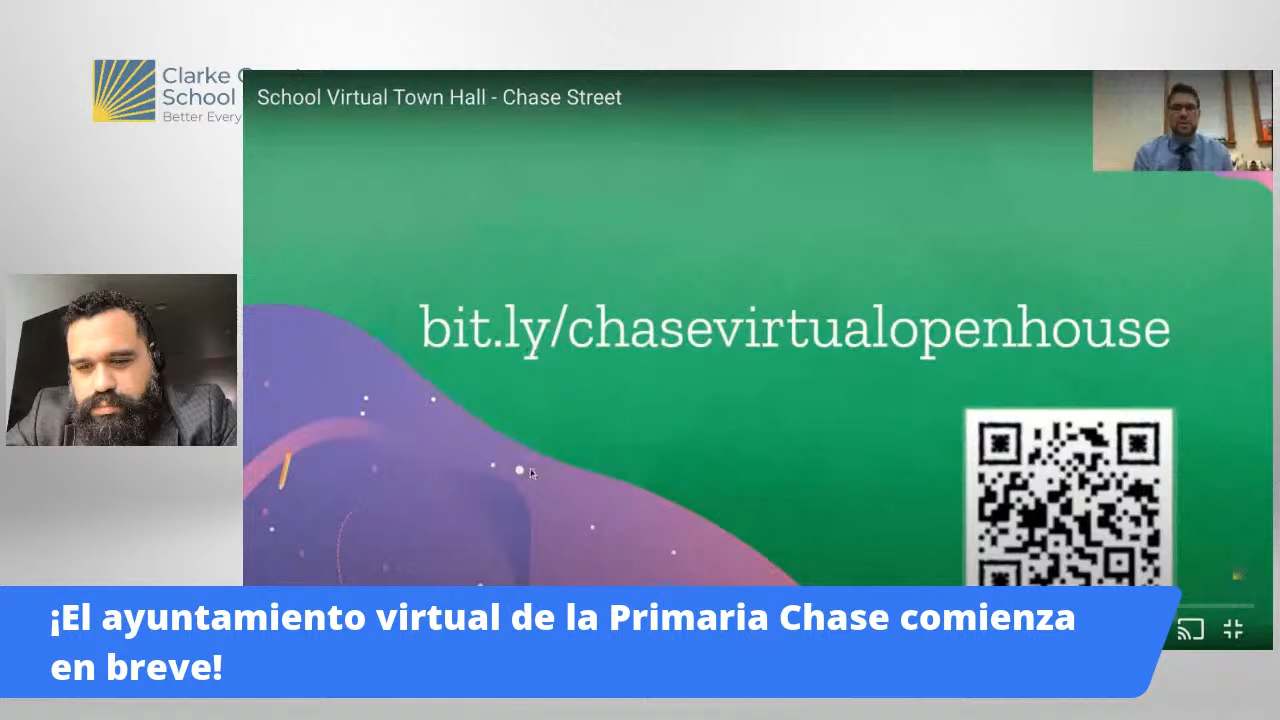 Clarke
School
Better Every
School Virtual Town Hall - Chase Street
bit.ly/chasevirtualopenhouse
¡El ayuntamiento virtual de la Primaria Chase comienza
en breve!